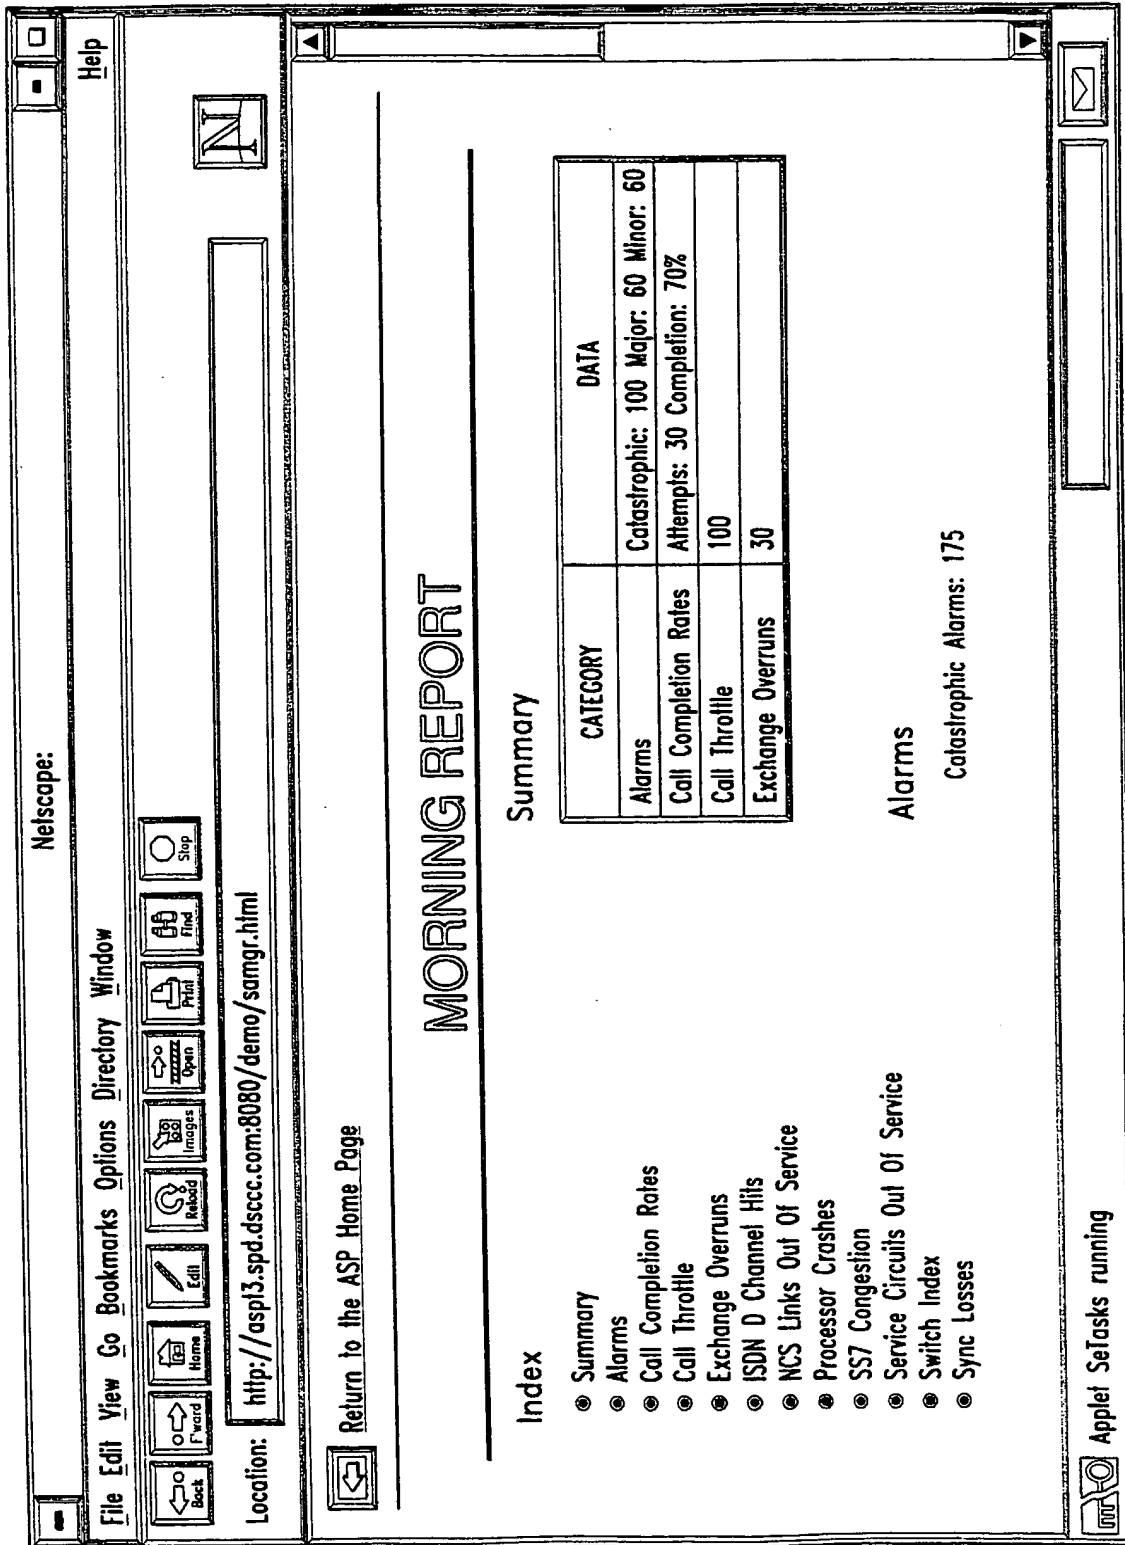 Netscape:
File Edit View Go Bookmarks Options Directory Window Help
Back F'ward Home Edit Reload Images Open Print Find Stop
N
Location: http://aspl3.spd.dsccc.com:8080/demo/samgr.html
Return to the ASP Home Page
MORNING REPORT
Index
Summary
Alarms
Call Completion Rates
Call Throttle
Exchange Overruns
ISDN D Channel Hits
NCS Links Out Of Service
Processor Crashes
SS7 Congestion
Service Circuits Out Of Service
Switch Index
Sync Losses
Summary
CATEGORY DATA
Alarms Catastrophic: 100 Major: 60 Minor: 60
Call Completion Rates Attempts: 30 Completion: 70%
Call Throttle 100
Exchange Overruns 30
Alarms
Catastrophic Alarms: 175
Applet SeTasks running